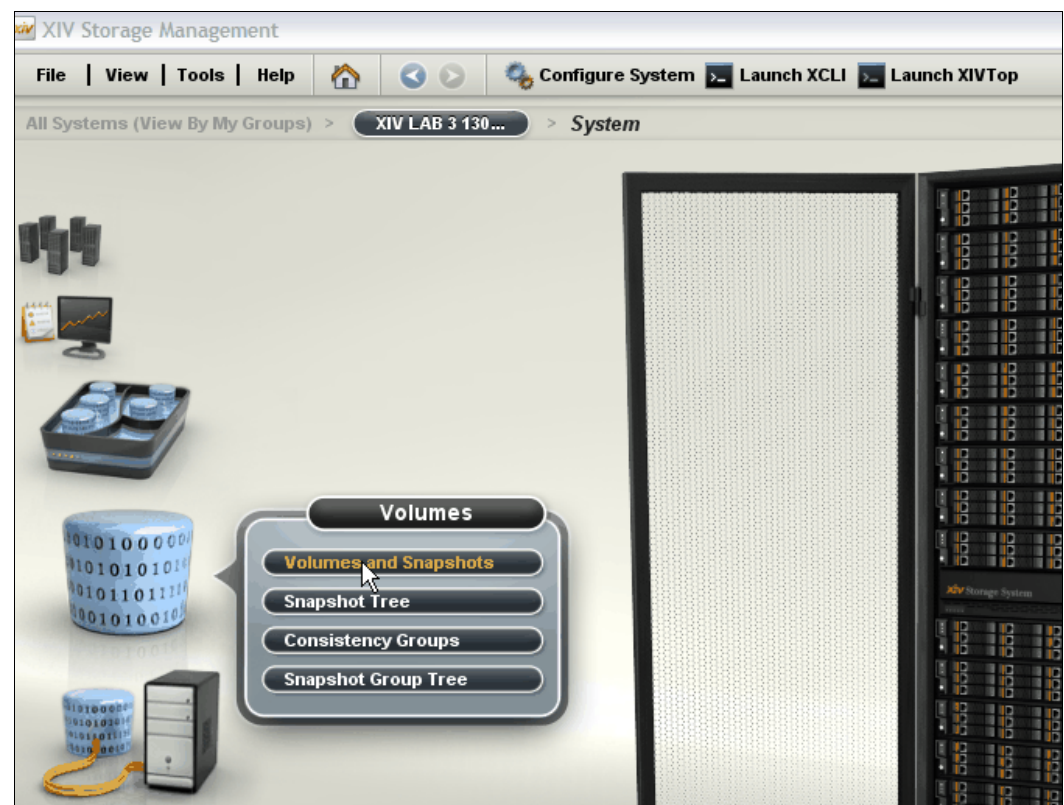 xiv XIV Storage Management
File | View | Tools | Help Configure System Launch XCLI Launch XIVTop
All Systems (View By My Groups) > XIV LAB 3 130... > System
Volumes
Volumes and Snapshots
Snapshot Tree
Consistency Groups
Snapshot Group Tree
XIV Storage System